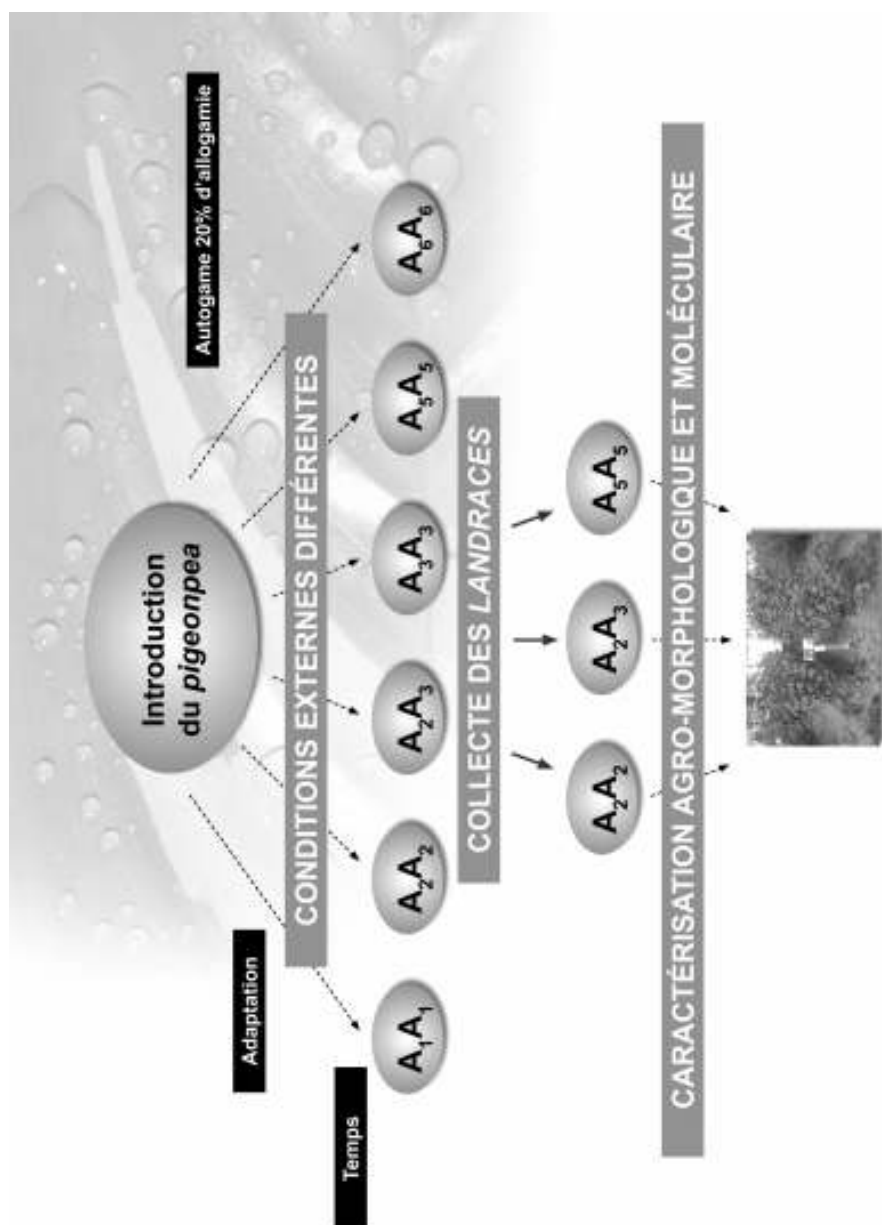 Autogame 20% d'allogamie
Introduction
du pigeonpea
Adaptation
CONDITIONS EXTERNES DIFFÉRENTES
Temps
A₁A₁
A₂A₂
A₂A₃
A₃A₃
A₅A₅
A₆A₆
COLLECTE DES LANDRACES
A₂A₂
A₂A₃
A₅A₅
CARACTÉRISATION AGRO-MORPHOLOGIQUE ET MOLÉCULAIRE